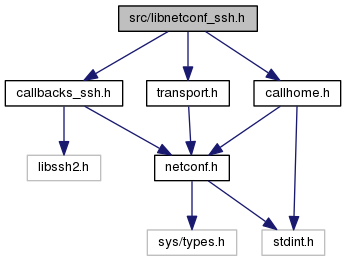 src/libnetconf_ssh.h
callbacks_ssh.h
transport.h
callhome.h
libssh2.h
netconf.h
sys/types.h
stdint.h